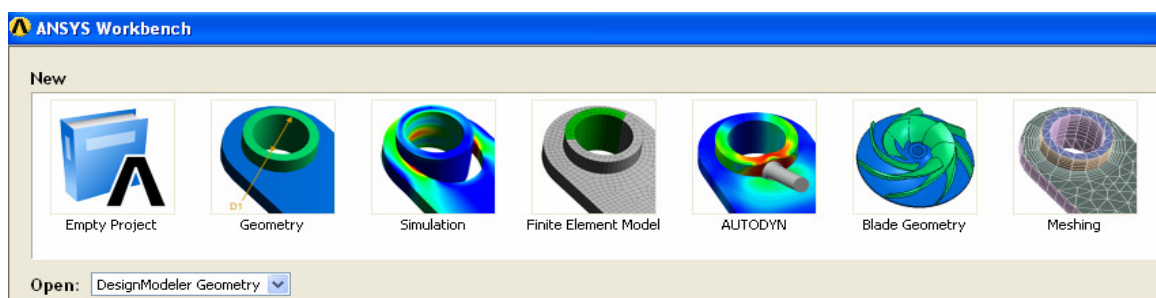 ANSYS Workbench
New
D1
Empty Project
Geometry
Simulation
Finite Element Model
AUTODYN
Blade Geometry
Meshing
Open: DesignModeler Geometry